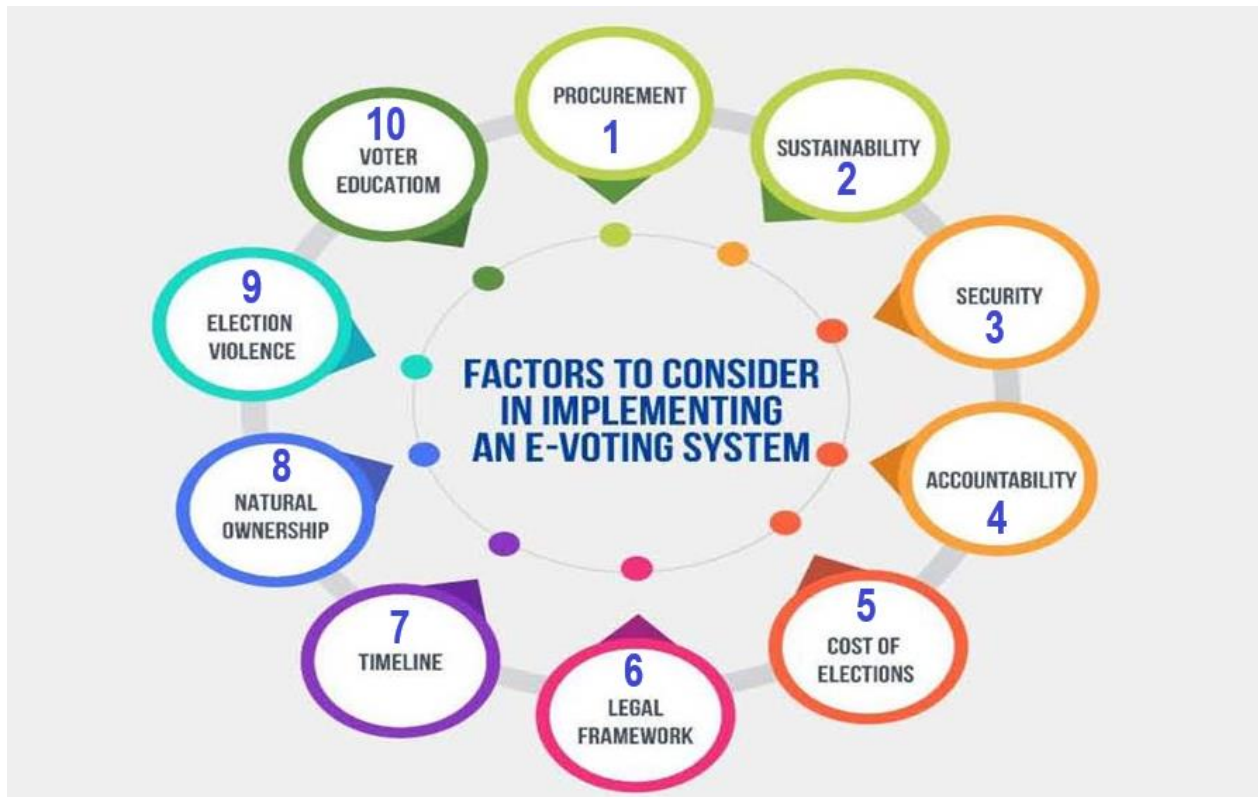 PROCUREMENT
1
SUSTAINABILITY
2
SECURITY
3
ACCOUNTABILITY
4
5
COST OF
ELECTIONS
6
LEGAL
FRAMEWORK
7
TIMELINE
8
NATURAL
OWNERSHIP
9
ELECTION
VIOLENCE
10
VOTER
EDUCATIOM
FACTORS TO CONSIDER
IN IMPLEMENTING
AN E-VOTING SYSTEM